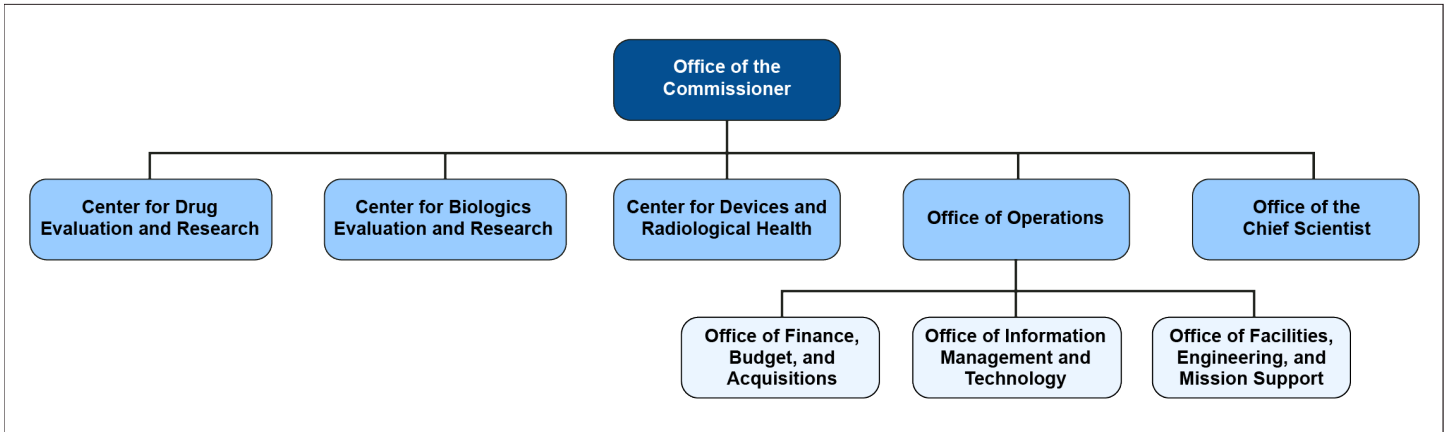 Office of the
Commissioner
Center for Drug
Evaluation and Research
Center for Biologics
Evaluation and Research
Center for Devices and
Radiological Health
Office of Operations
Office of the
Chief Scientist
Office of Finance,
Budget, and
Acquisitions
Office of Information
Management and
Technology
Office of Facilities,
Engineering, and
Mission Support